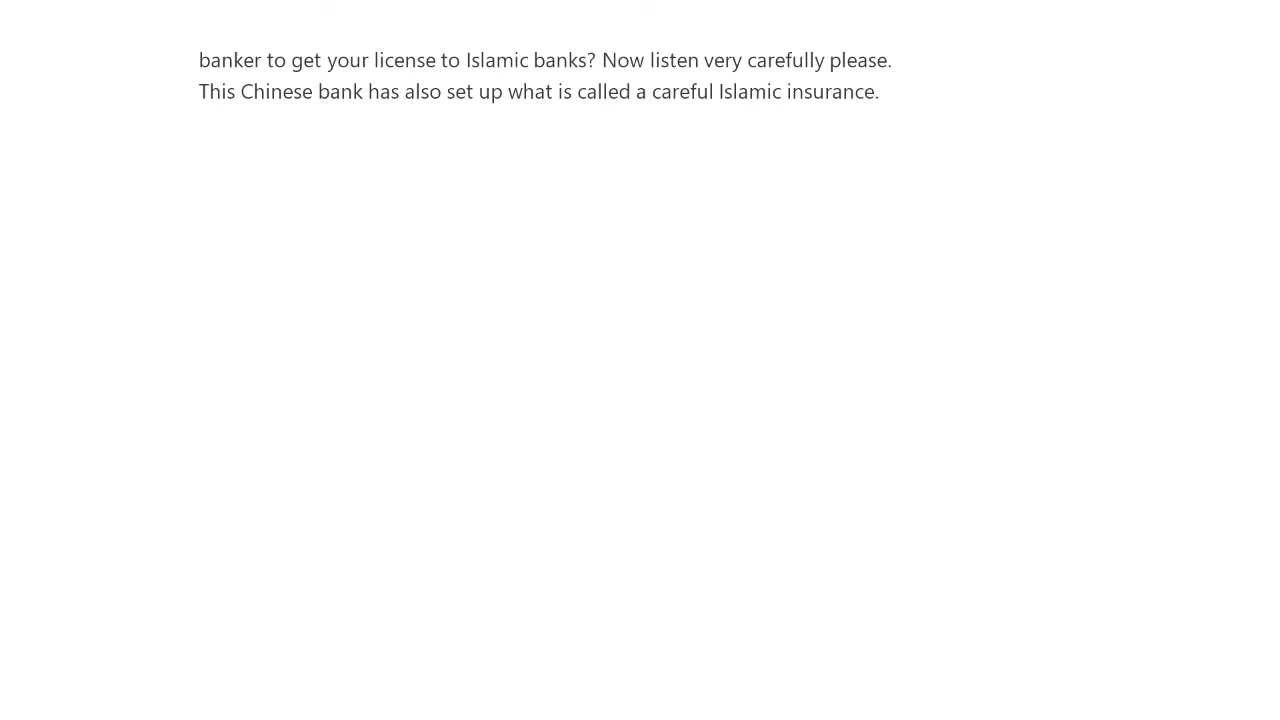 banker to get your license to Islamic banks? Now listen very carefully please.
This Chinese bank has also set up what is called a careful Islamic insurance.